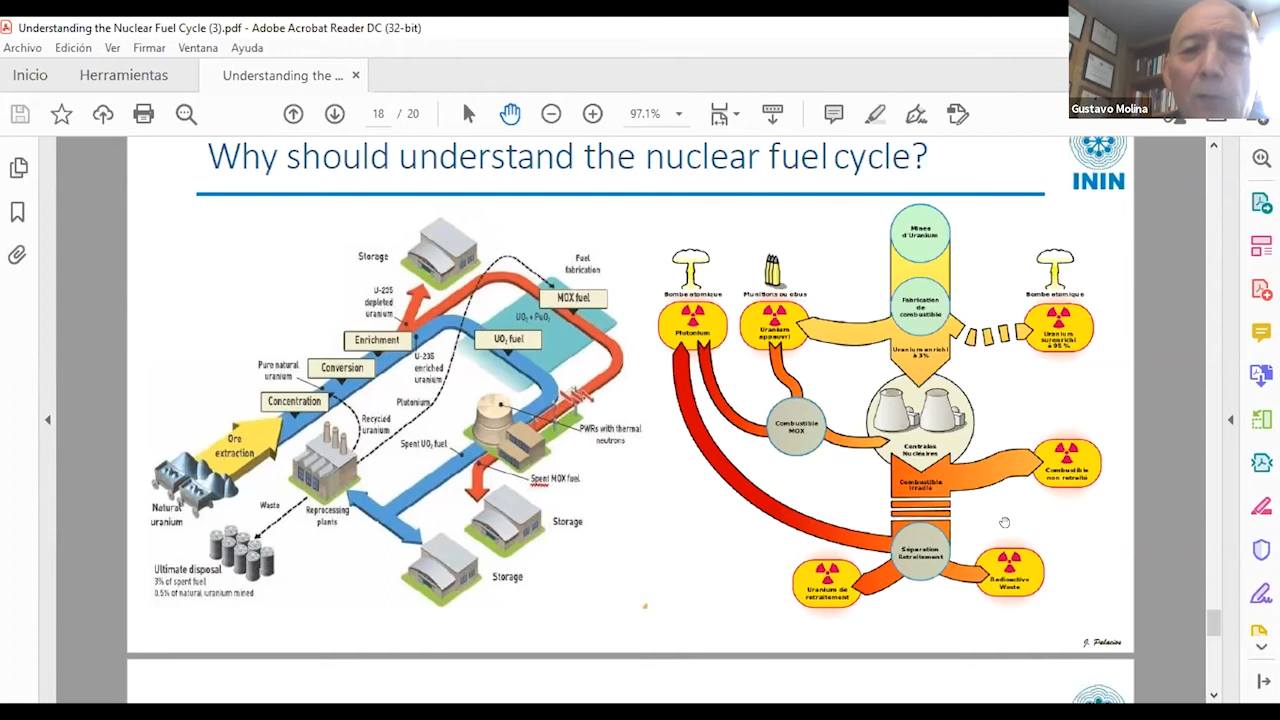 Understanding the Nuclear Fuel Cycle (3).pdf - Adobe Acrobat Reader DC (32-bit)
Archivo Edición Ver Firmar Ventana Ayuda
Inicio Herramientas Understanding the ... ×
18 / 20 97.1%
Gustavo Molina
Why should understand the nuclear fuel cycle?
ININ
Storage
Fuel
fabrication
U-235
depleted
uranium
MOX fuel
UO₂ + PuO₂
Enrichment
UO₂ fuel
Pure natural
uranium
Conversion
U-235
enriched
uranium
Concentration
Plutonium
Recycled
uranium
Ore
extraction
Spent UO₂ fuel
PWRs with thermal
neutrons
Spent MOX fuel
Natural
uranium
Waste
Reprocessing
plants
Storage
Ultimate disposal
3% of spent fuel
0.5% of natural uranium mined
Storage
Mines
d'Uranium
Bombe atomique
Munitions ou obus
Bombe atomique
Fabrication
de
combustible
Plutonium
Uranium
appauvri
Uranium
surenrichi
à 95 %
Uranium enrichi
à 3%
Combustible
MOX
Centrales
Nucléaires
Combustible
irradié
Combustible
non retraité
Séparation
Retraitement
Uranium de
retraitement
Radioactive
Waste
J. Palacios